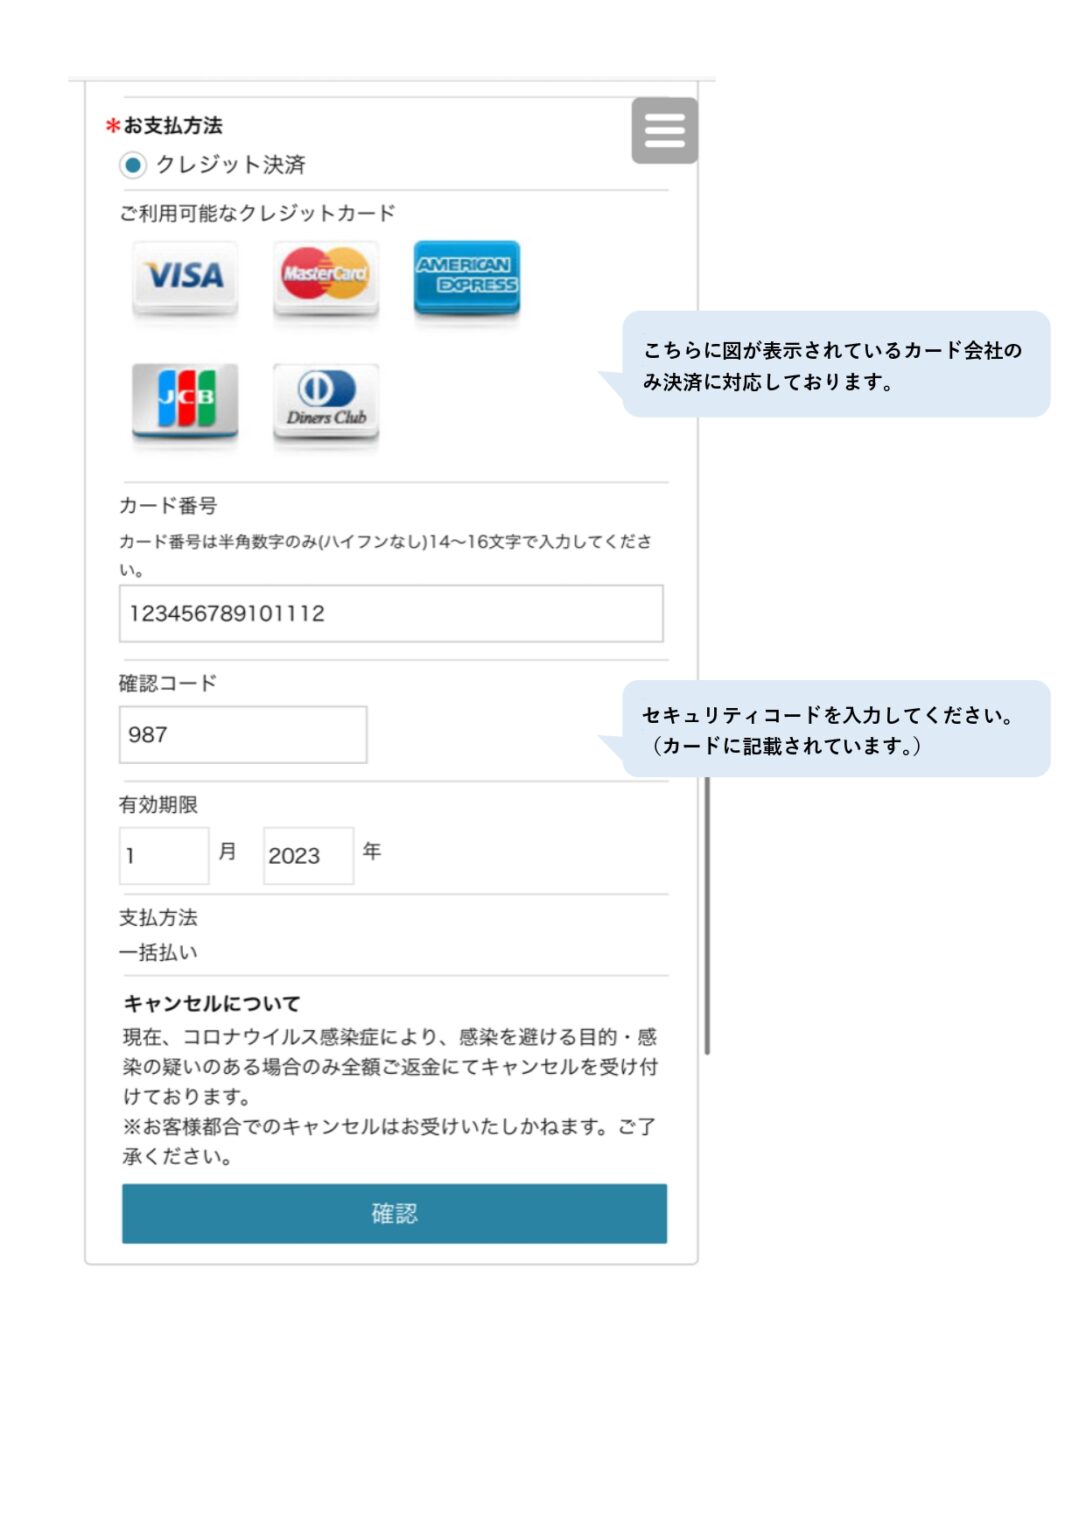 *お支払方法
クレジット決済
ご利用可能なクレジットカード
VISA
MasterCard
AMERICAN
EXPRESS
こちらに図が表示されているカード会社の
み決済に対応しております。
JCB
Diners Club
カード番号
カード番号は半角数字のみ(ハイフンなし)14〜16文字で入力してくださ
い。
123456789101112
確認コード
987
セキュリティコードを入力してください。
（カードに記載されています。）
有効期限
1 月 2023 年
支払方法
一括払い
キャンセルについて
現在、コロナウイルス感染症により、感染を避ける目的・感
染の疑いのある場合のみ全額ご返金にてキャンセルを受け付
けております。
※お客様都合でのキャンセルはお受けいたしかねます。ご了
承ください。
確認